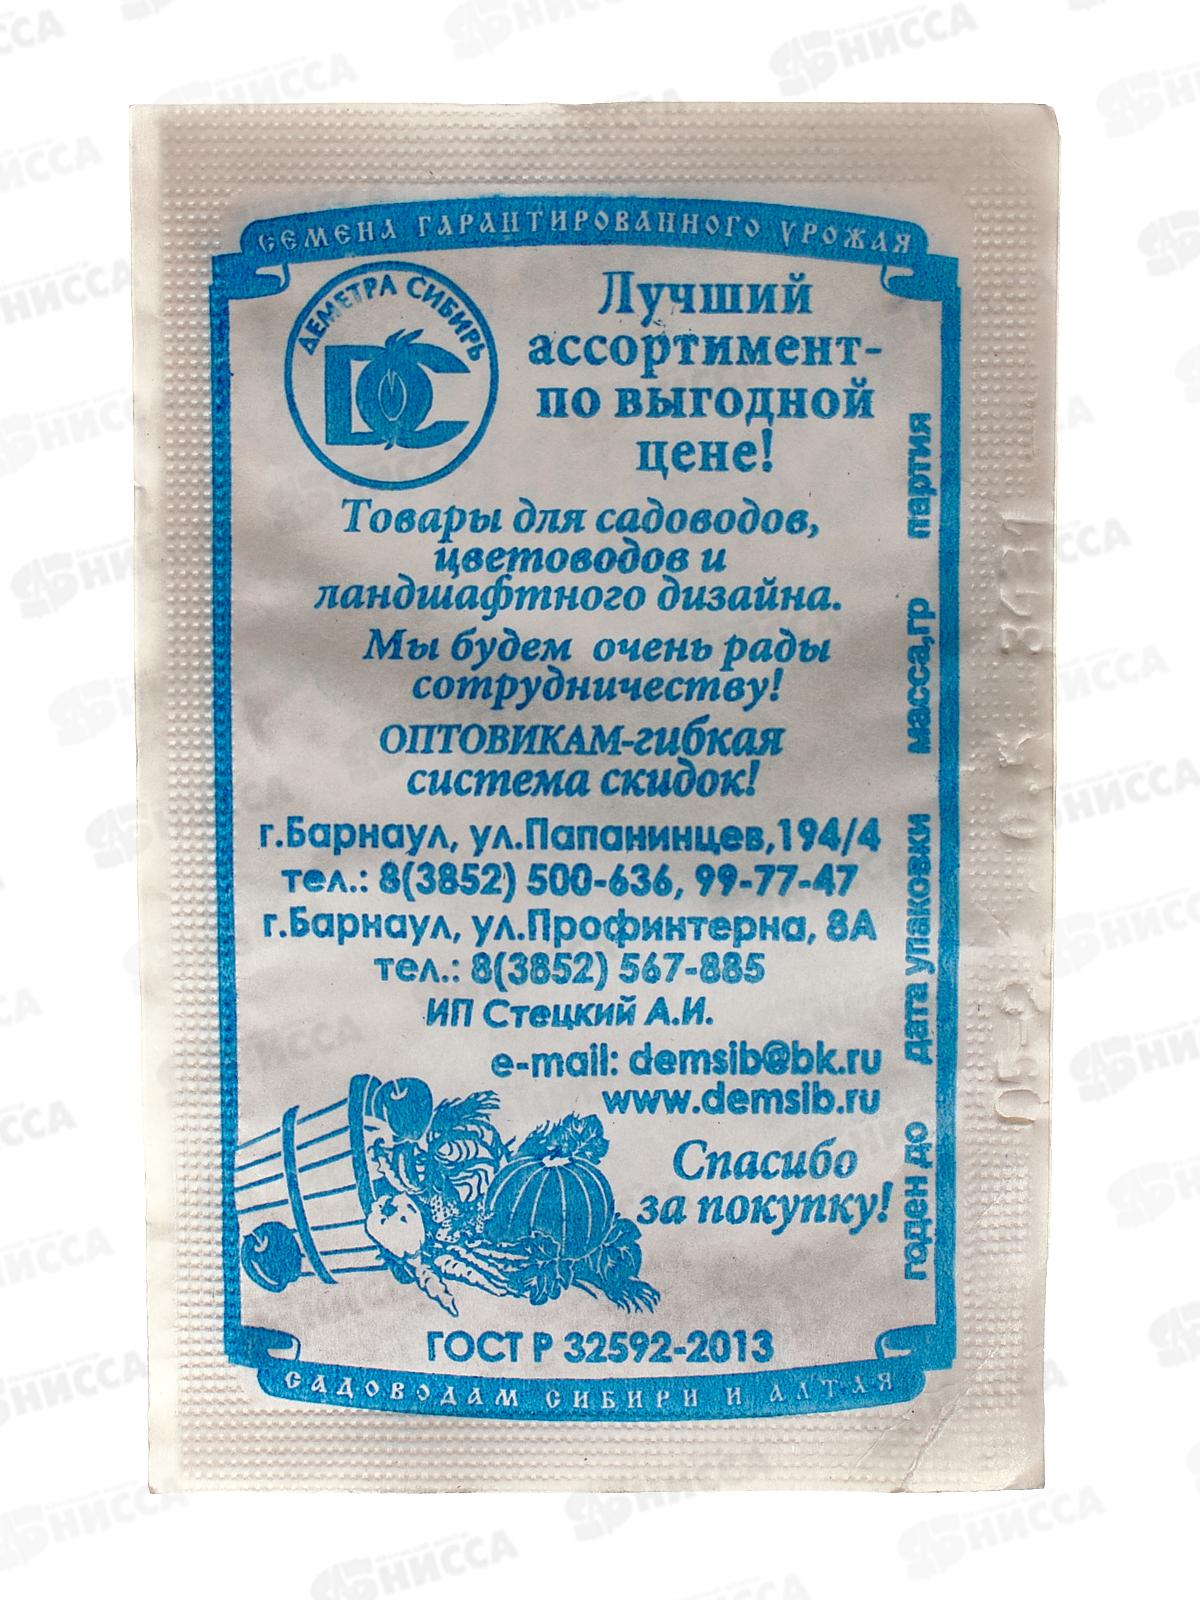 СЕМЕНА ГАРАНТИРОВАННОГО УРОЖАЯ
ДЕМЕТРА СИБИРЬ
DC
Лучший
ассортимент-
по выгодной
цене!
Товары для садоводов,
цветоводов и
ландшафтного дизайна.
Мы будем очень рады
сотрудничеству!
ОПТОВИКАМ-гибкая
система скидок!
г.Барнаул, ул.Папанинцев,194/4
тел.: 8(3852) 500-636, 99-77-47
г.Барнаул, ул.Профинтерна, 8А
тел.: 8(3852) 567-885
ИП Стецкий А.И.
e-mail: demsib@bk.ru
www.demsib.ru
Спасибо
за покупку!
ГОСТ Р 32592-2013
САДОВОДАМ СИБИРИ И АЛТАЯ
годен до дата упаковки масса,гр партия
НИССА